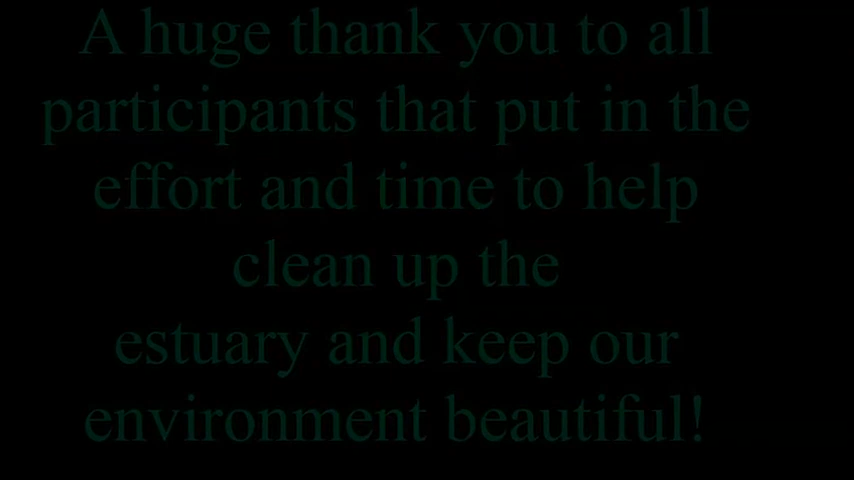 A huge thank you to all
participants that put in the
effort and time to help
clean up the
estuary and keep our
environment beautiful!